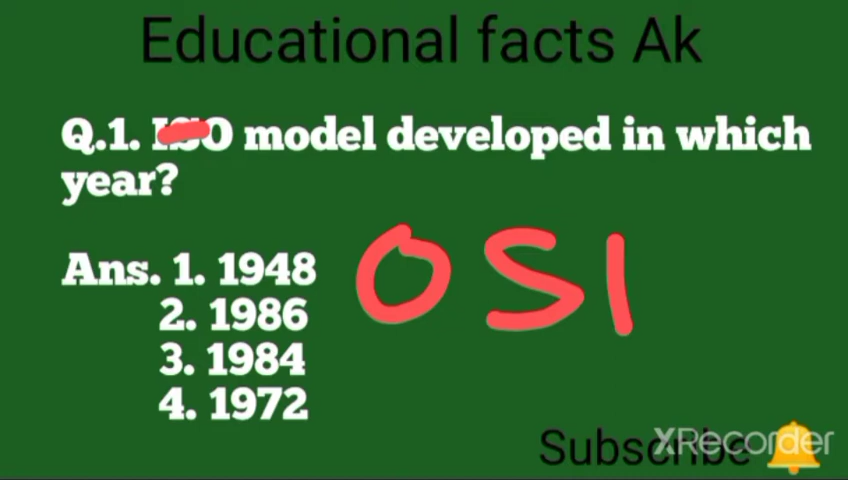 Educational facts Ak
Q.1. ISO model developed in which
year?
Ans. 1. 1948
OSI
2. 1986
3. 1984
4. 1972
Subscribe
XRecorder